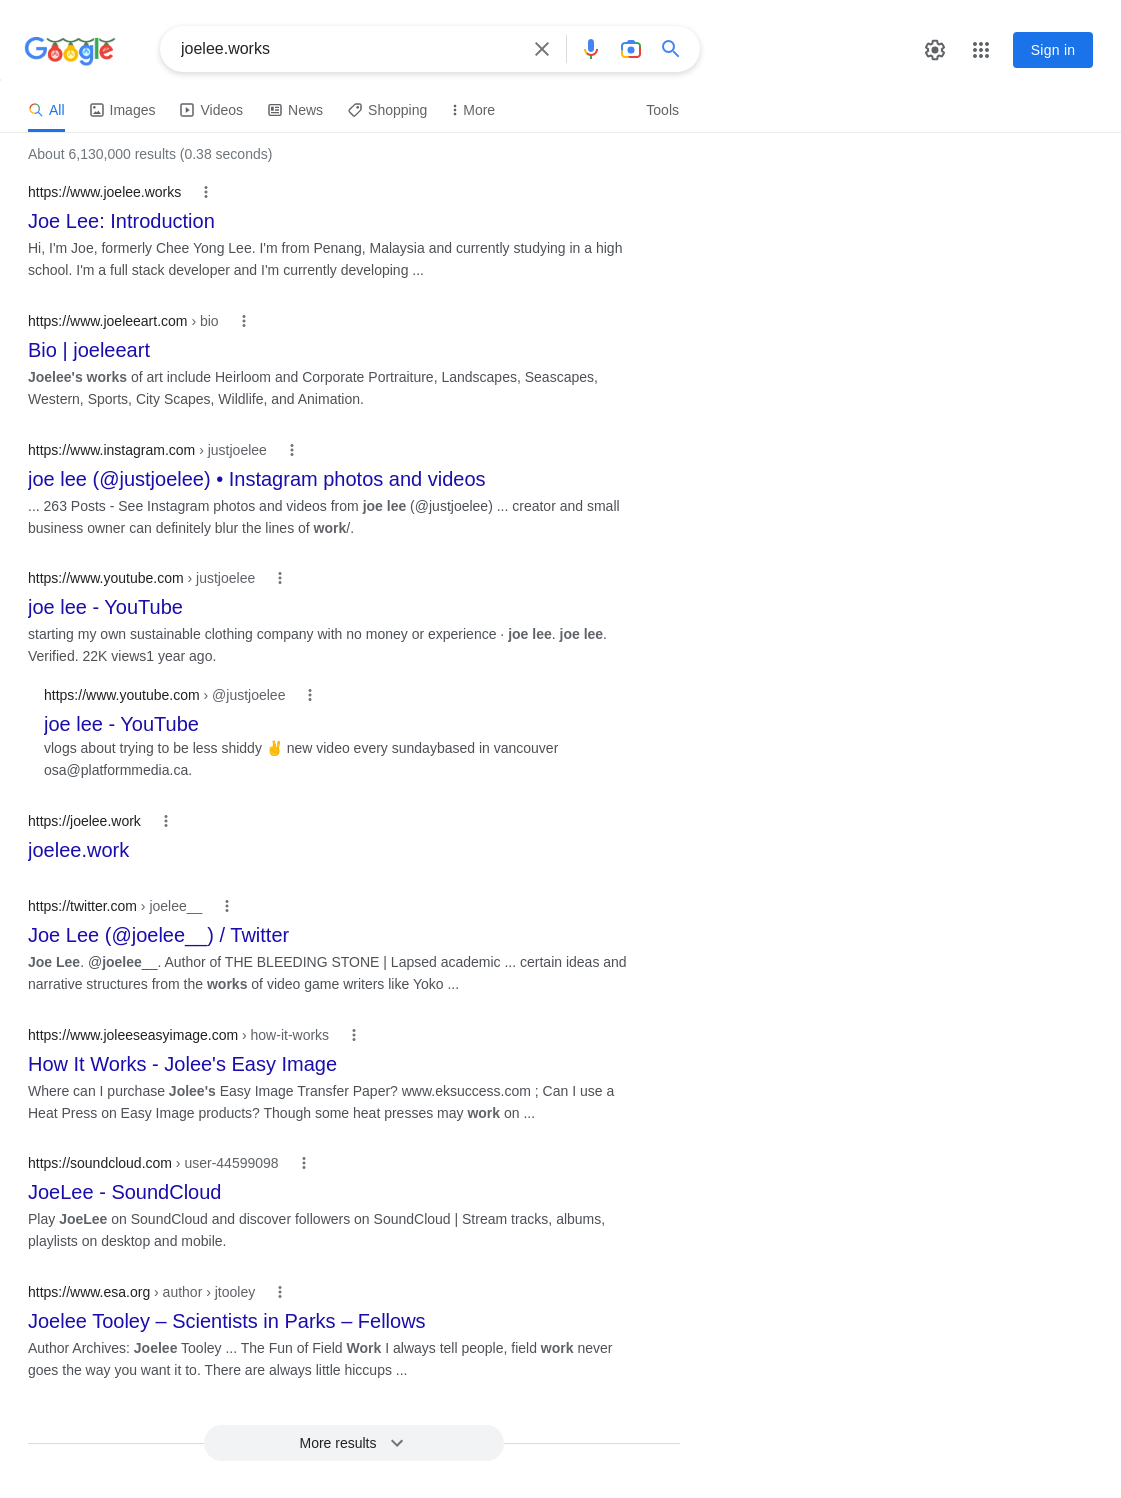 Google
joelee.works
Sign in
All Images Videos News Shopping More Tools
About 6,130,000 results (0.38 seconds)
https://www.joelee.works
Joe Lee: Introduction
Hi, I'm Joe, formerly Chee Yong Lee. I'm from Penang, Malaysia and currently studying in a high
school. I'm a full stack developer and I'm currently developing ...
https://www.joeleeart.com › bio
Bio | joeleeart
Joelee's works of art include Heirloom and Corporate Portraiture, Landscapes, Seascapes,
Western, Sports, City Scapes, Wildlife, and Animation.
https://www.instagram.com › justjoelee
joe lee (@justjoelee) • Instagram photos and videos
... 263 Posts - See Instagram photos and videos from joe lee (@justjoelee) ... creator and small
business owner can definitely blur the lines of work/.
https://www.youtube.com › justjoelee
joe lee - YouTube
starting my own sustainable clothing company with no money or experience · joe lee. joe lee.
Verified. 22K views1 year ago.
https://www.youtube.com › @justjoelee
joe lee - YouTube
vlogs about trying to be less shiddy ✌️ new video every sundaybased in vancouver
osa@platformmedia.ca.
https://joelee.work
joelee.work
https://twitter.com › joelee__
Joe Lee (@joelee__) / Twitter
Joe Lee. @joelee__. Author of THE BLEEDING STONE | Lapsed academic ... certain ideas and
narrative structures from the works of video game writers like Yoko ...
https://www.joleeseasyimage.com › how-it-works
How It Works - Jolee's Easy Image
Where can I purchase Jolee's Easy Image Transfer Paper? www.eksuccess.com ; Can I use a
Heat Press on Easy Image products? Though some heat presses may work on ...
https://soundcloud.com › user-44599098
JoeLee - SoundCloud
Play JoeLee on SoundCloud and discover followers on SoundCloud | Stream tracks, albums,
playlists on desktop and mobile.
https://www.esa.org › author › jtooley
Joelee Tooley – Scientists in Parks – Fellows
Author Archives: Joelee Tooley ... The Fun of Field Work I always tell people, field work never
goes the way you want it to. There are always little hiccups ...
More results